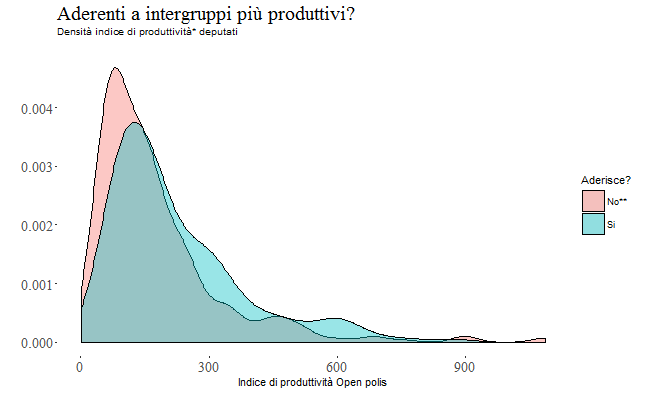 Aderenti a intergruppi più produttivi?
Densità indice di produttività* deputati
0.004
0.003
0.002
0.001
0.000
0
300
600
900
Indice di produttività Open polis
Aderisce?
No**
Si